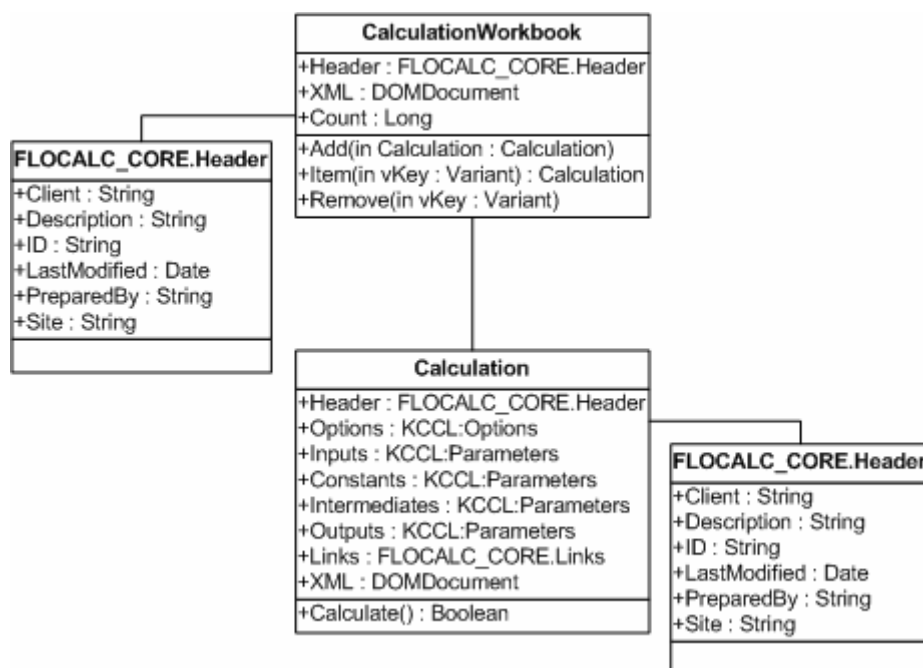 CalculationWorkbook
+Header : FLOCALC_CORE.Header
+XML : DOMDocument
+Count : Long
+Add(in Calculation : Calculation)
+Item(in vKey : Variant) : Calculation
+Remove(in vKey : Variant)
FLOCALC_CORE.Header
+Client : String
+Description : String
+ID : String
+LastModified : Date
+PreparedBy : String
+Site : String
Calculation
+Header : FLOCALC_CORE.Header
+Options : KCCL:Options
+Inputs : KCCL:Parameters
+Constants : KCCL:Parameters
+Intermediates : KCCL:Parameters
+Outputs : KCCL:Parameters
+Links : FLOCALC_CORE.Links
+XML : DOMDocument
+Calculate() : Boolean
FLOCALC_CORE.Header
+Client : String
+Description : String
+ID : String
+LastModified : Date
+PreparedBy : String
+Site : String